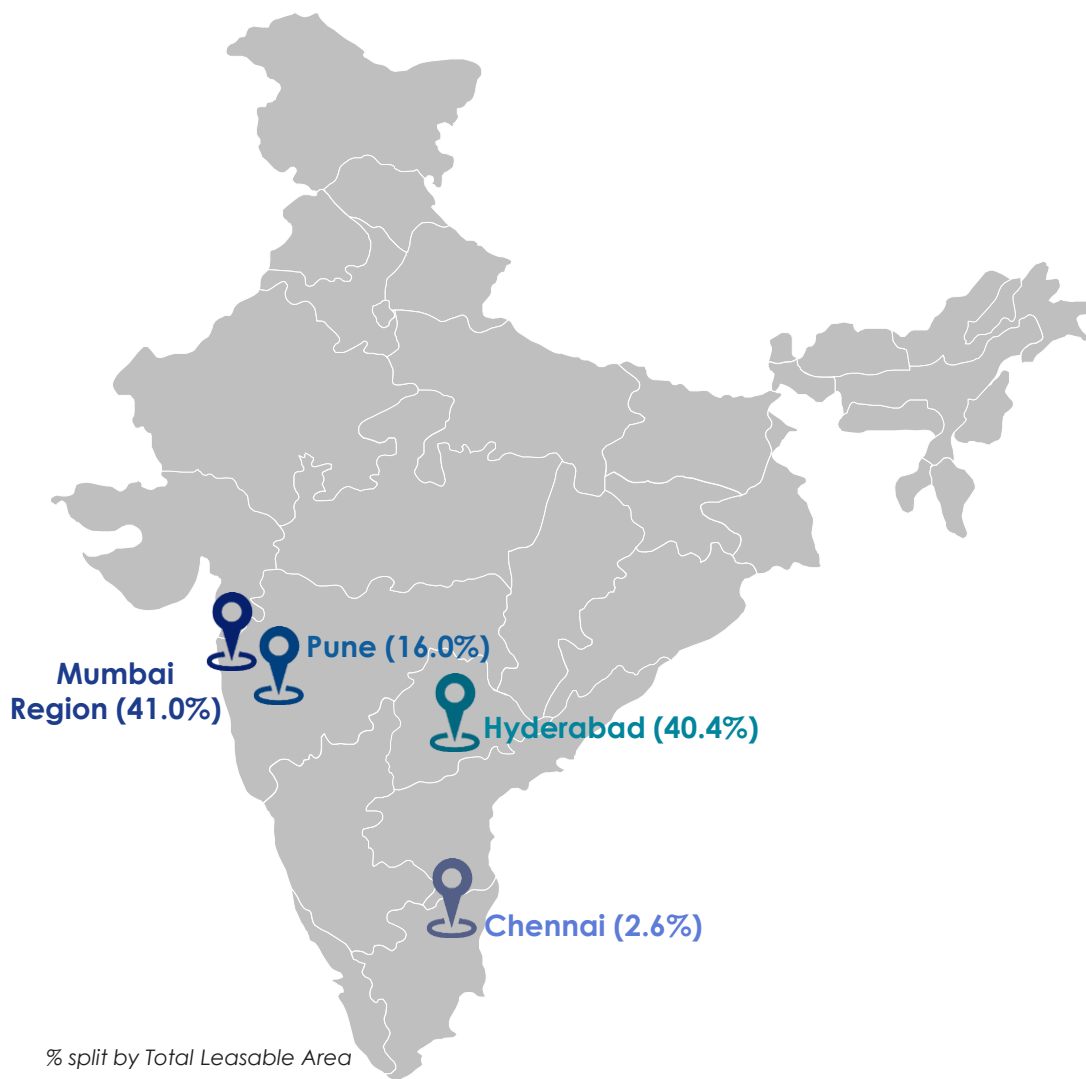 Pune (16.0%)
Mumbai
Region (41.0%)
Hyderabad (40.4%)
Chennai (2.6%)
% split by Total Leasable Area